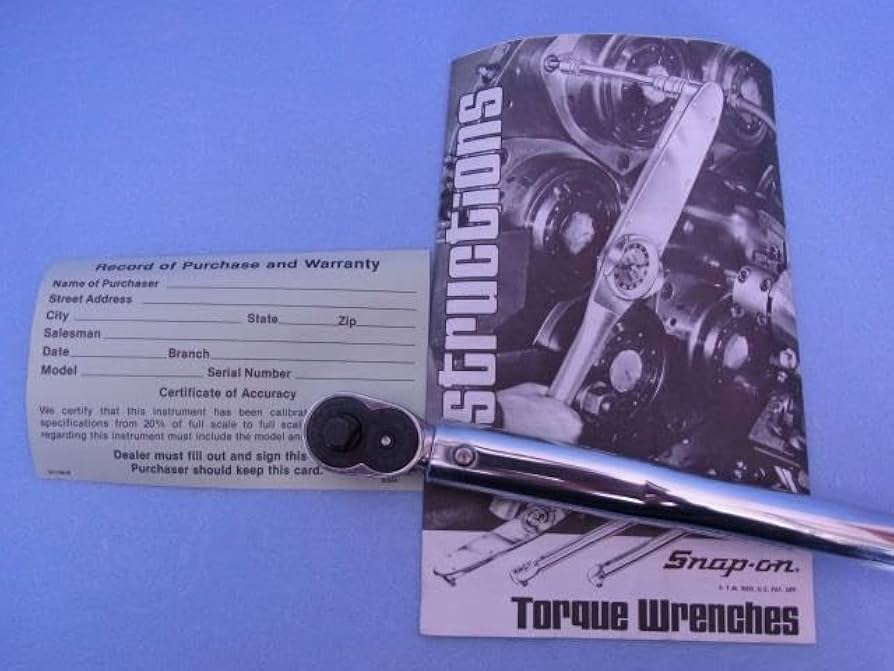 Record of Purchase and Warranty
Name of Purchaser
Street Address
City State Zip
Salesman
Date Branch
Model Serial Number
Certificate of Accuracy
We certify that this instrument has been calibra
specifications from 20% of full scale to full scal
regarding this instrument must include the model an
Dealer must fill out and sign this
Purchaser should keep this card.
structions
Snap-on
Torque Wrenches